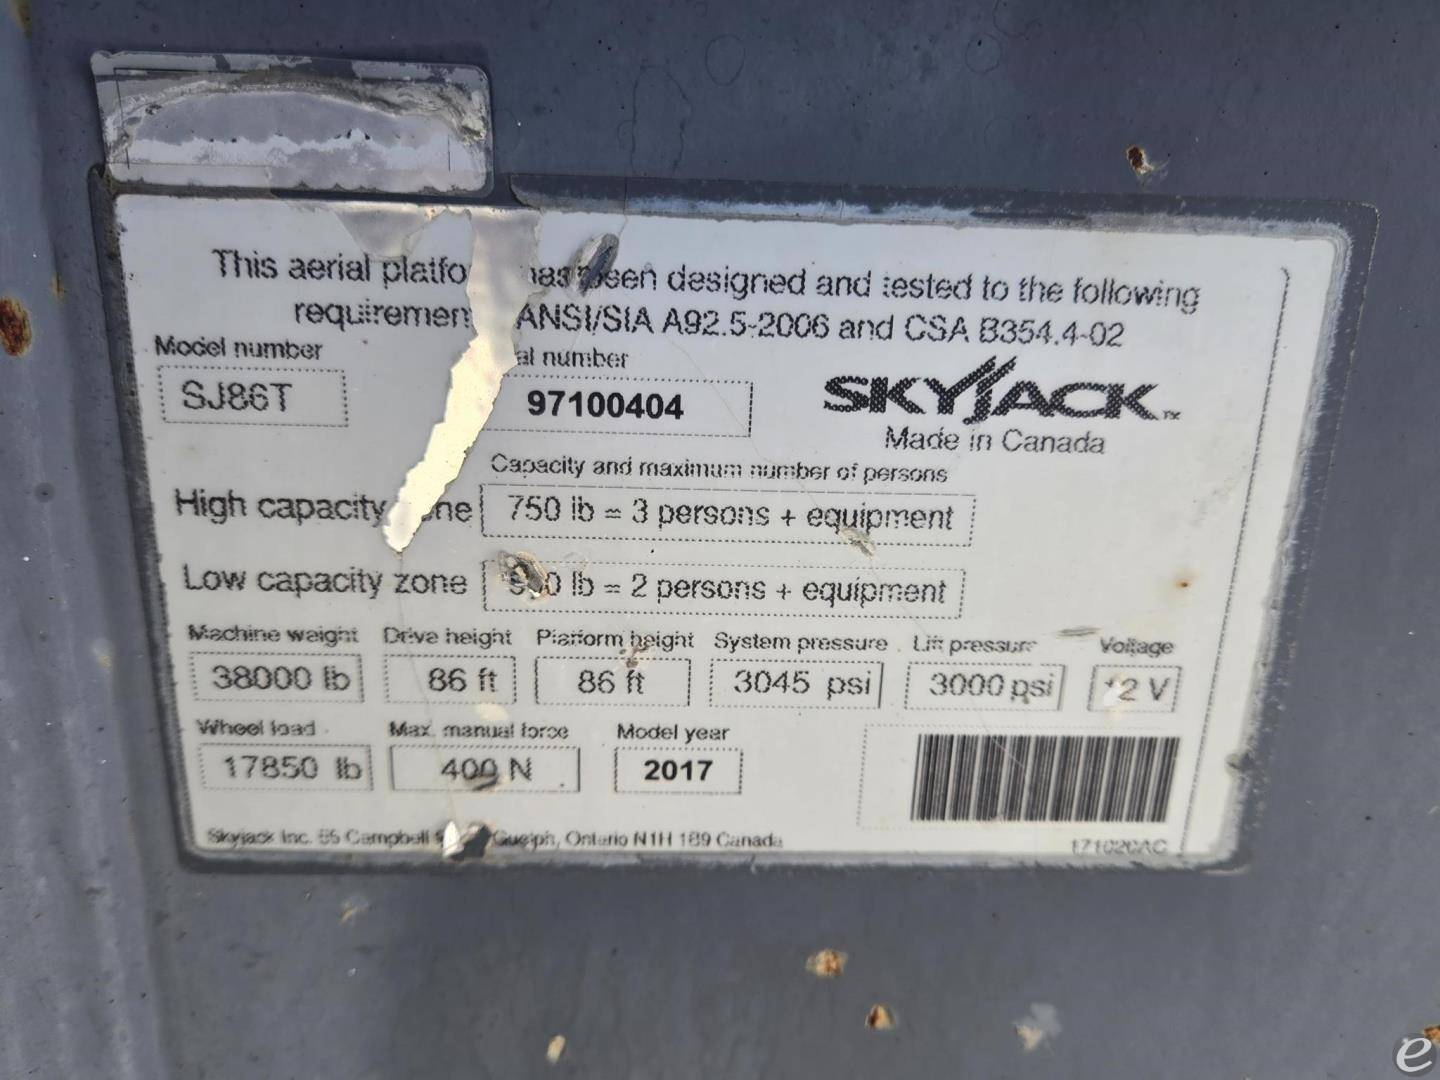 This aerial been designed and tested to the following
ANSI/SIA A92.5-2006 and CSA B354.4-02
Model number
number
SJ86T
97100404
SKYJACK
Made in Canada
Capacity and maximum number of persons
High capacity
750 lb = 3 persons + equipment
Low capacity zone
lb = 2 persons + equipment
Machine weight Drive height Platform height System pressure Lift pressure Voltage
38000 lb 86 ft 86 ft 3045 psi 3000 psi V
Wheel load Max. manual force Model year
17850 lb 400 N 2017
Skyjack Inc. 55 Campbell Guelph, Ontario N1H 1B9 Canada
171020AC
e